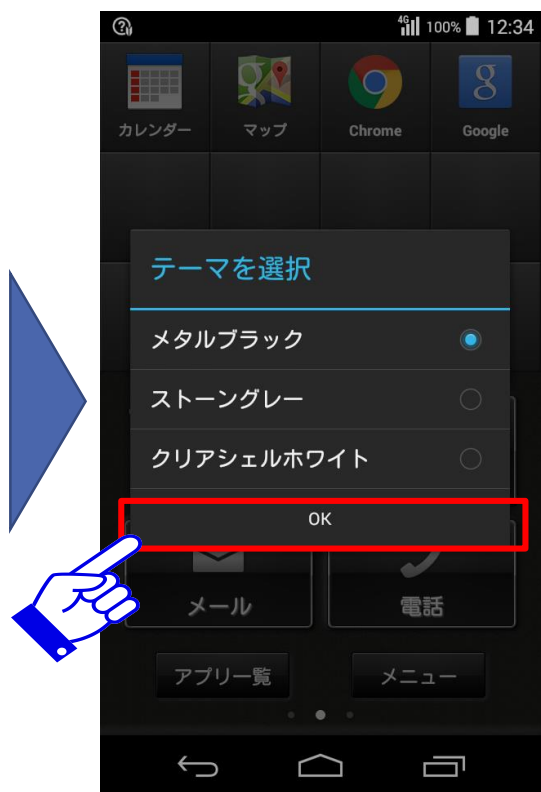 4G 100% 12:34
カレンダー マップ Chrome Google
テーマを選択
メタルブラック
ストーングレー
クリアシェルホワイト
OK
メール 電話
アプリ一覧 メニュー